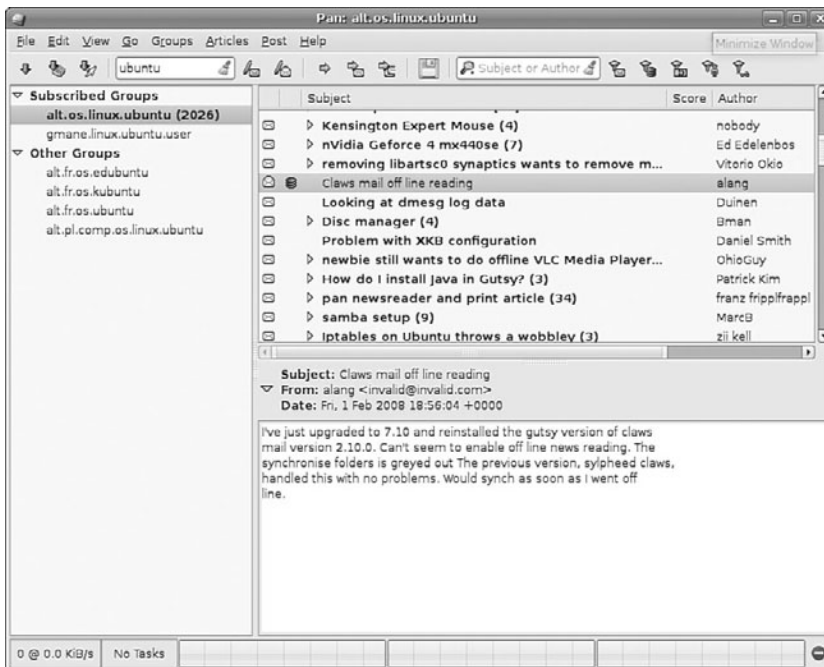 Pan: alt.os.linux.ubuntu
File Edit View Go Groups Articles Post Help
Minimize Window
ubuntu
Subject or Author
Subscribed Groups
alt.os.linux.ubuntu (2026)
gmane.linux.ubuntu.user
Other Groups
alt.fr.os.edubuntu
alt.fr.os.kubuntu
alt.fr.os.ubuntu
alt.pl.comp.os.linux.ubuntu
Subject Score Author
Kensington Expert Mouse (4) nobody
nVidia Geforce 4 mx440se (7) Ed Edelenbos
removing libartsc0 synaptics wants to remove m... Vitorio Okio
Claws mail off line reading alang
Looking at dmesg log data Duinen
Disc manager (4) Bman
Problem with XKB configuration Daniel Smith
newbie still wants to do offline VLC Media Player... OhioGuy
How do I install Java in Gutsy? (3) Patrick Kim
pan newsreader and print article (34) franz fripplfrappl
samba setup (9) MarcB
Iptables on Ubuntu throws a wobbley (3) zii kell
Subject: Claws mail off line reading
From: alang <invalid@invalid.com>
Date: Fri, 1 Feb 2008 18:56:04 +0000
I've just upgraded to 7.10 and reinstalled the gutsy version of claws
mail version 2.10.0. Can't seem to enable off line news reading. The
synchronise folders is greyed out The previous version, sylpheed claws,
handled this with no problems. Would synch as soon as I went off
line.
0 @ 0.0 KiB/s No Tasks